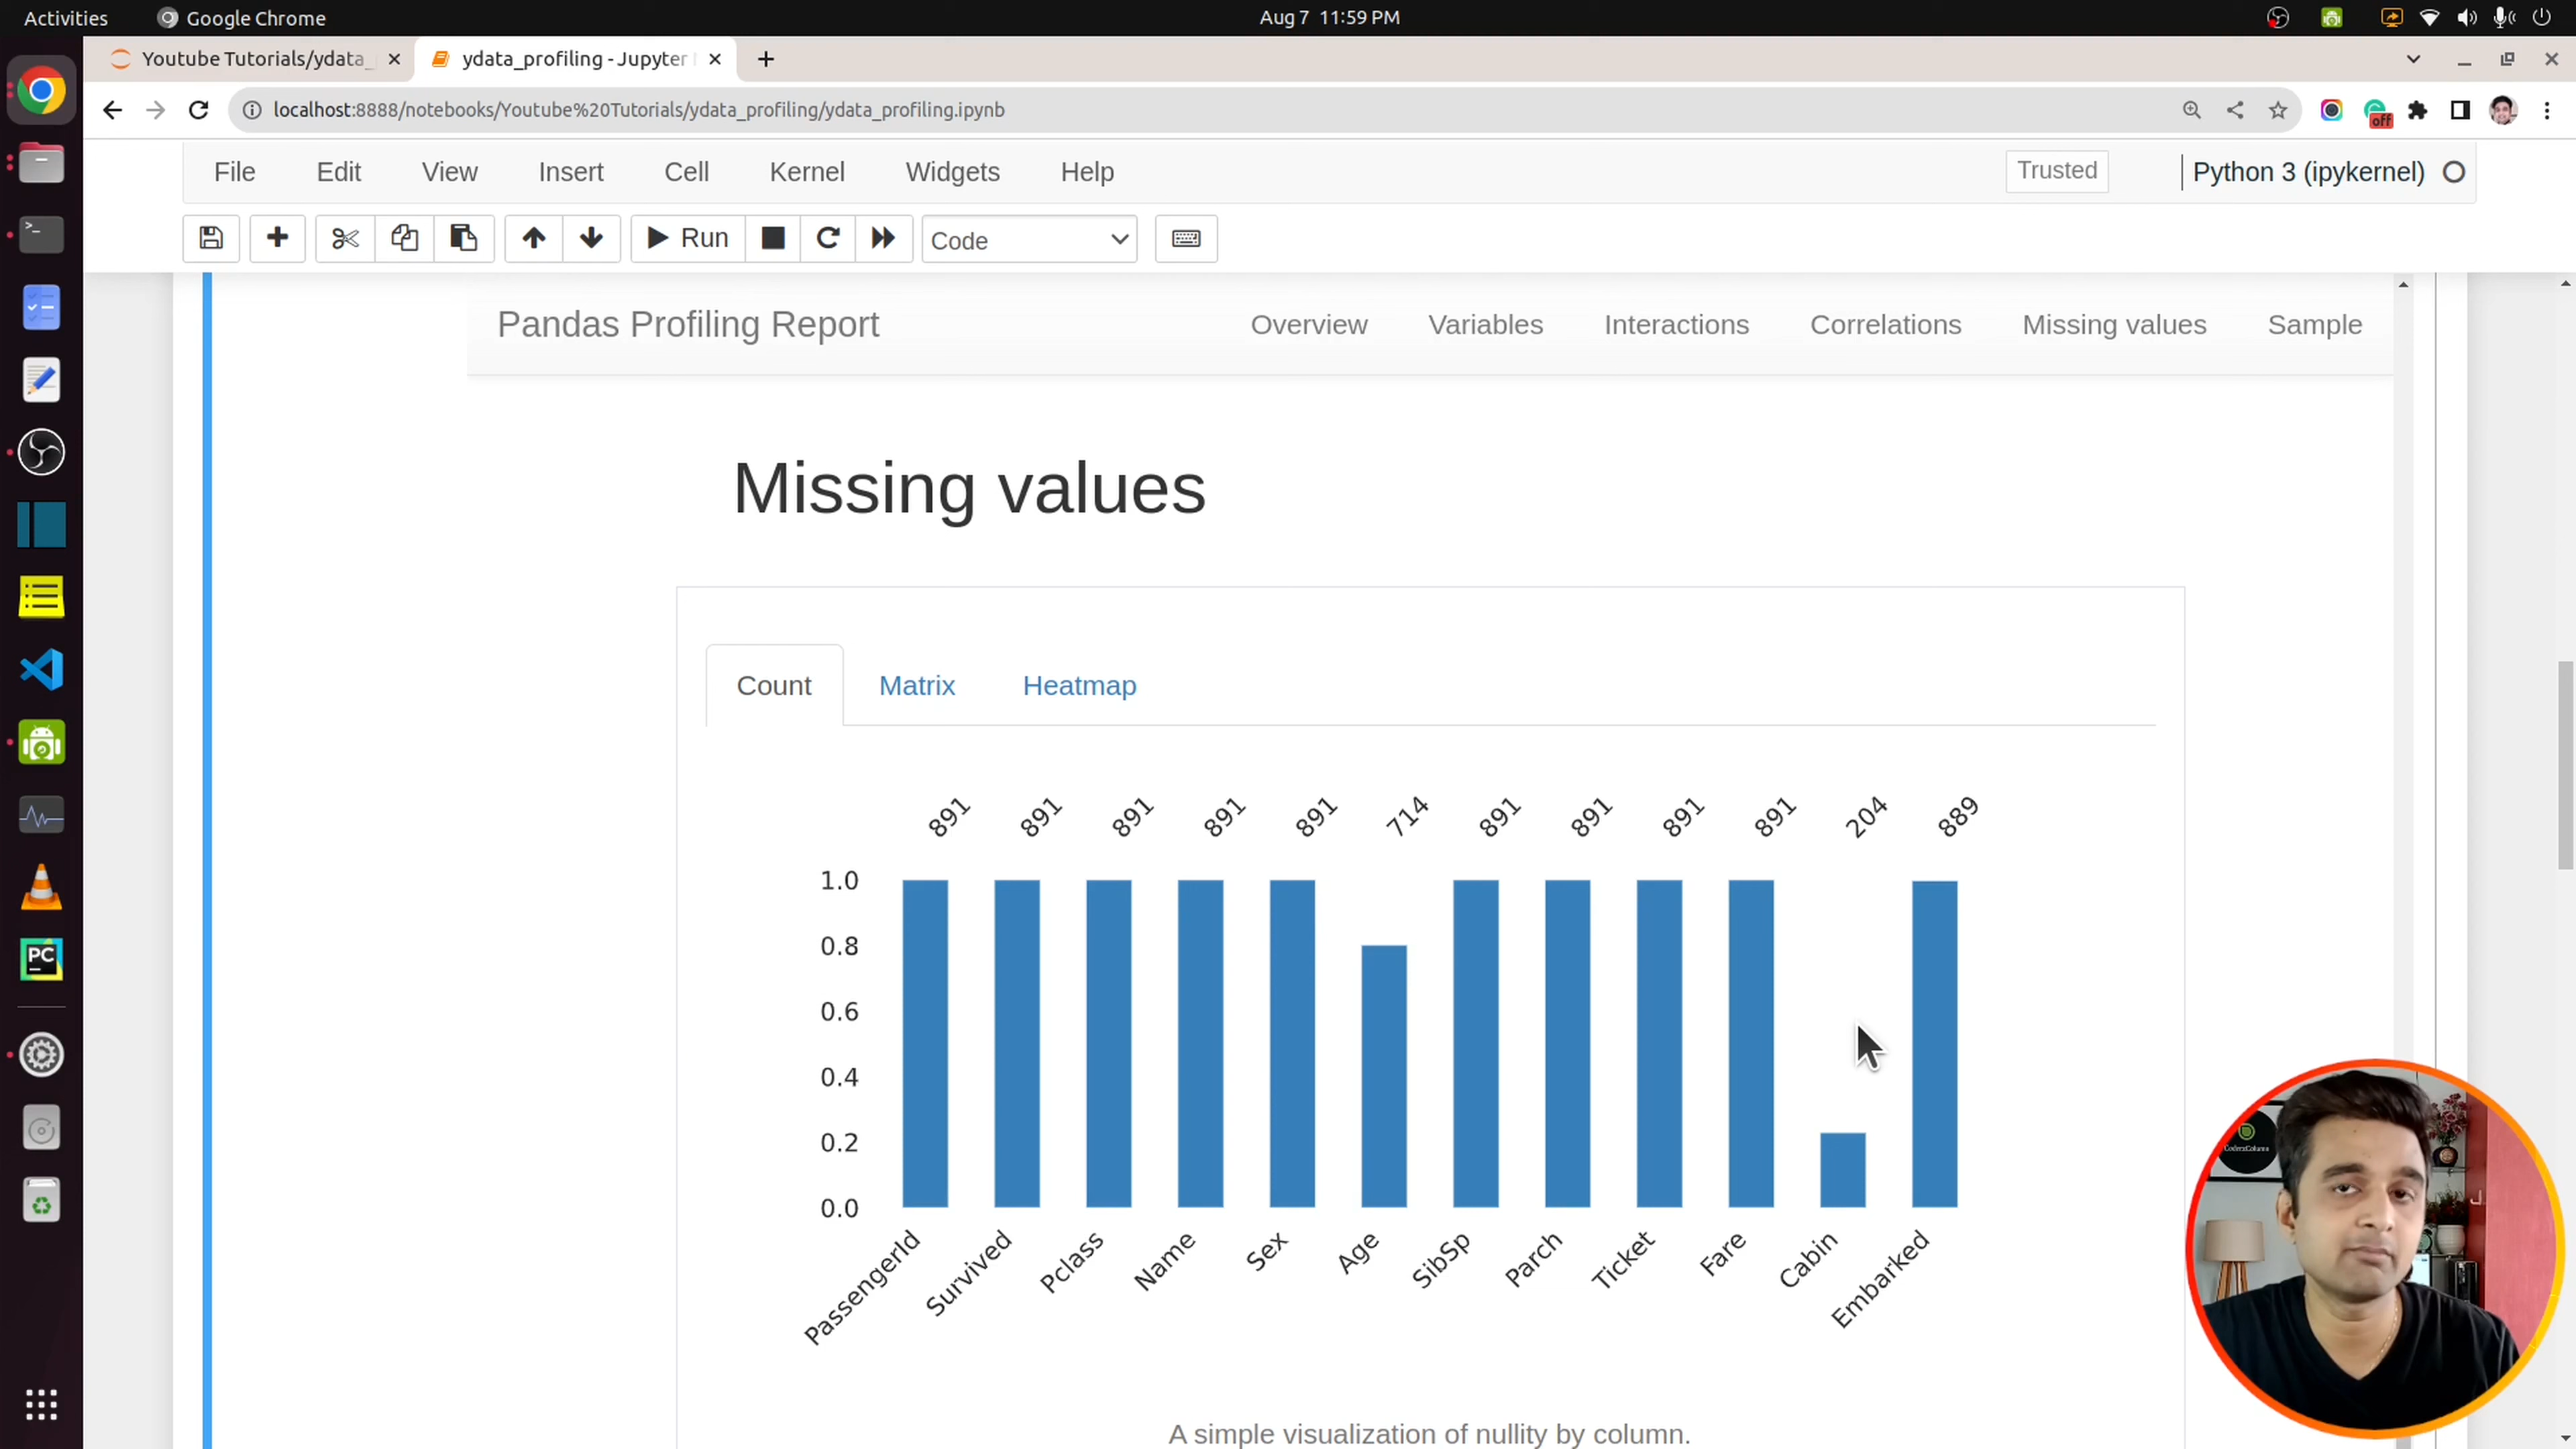 Activities Google Chrome Aug 7 11:59 PM
Youtube Tutorials/ydata_ ydata_profiling - Jupyter
localhost:8888/notebooks/Youtube%20Tutorials/ydata_profiling/ydata_profiling.ipynb off
File Edit View Insert Cell Kernel Widgets Help Trusted Python 3 (ipykernel)
Run Code
Pandas Profiling Report Overview Variables Interactions Correlations Missing values Sample
Missing values
Count Matrix Heatmap
891 891 891 891 891 714 891 891 891 891 204 889
1.0
0.8
0.6
0.4
0.2
0.0
PassengerId Survived Pclass Name Sex Age SibSp Parch Ticket Fare Cabin Embarked
A simple visualization of nullity by column.
PC